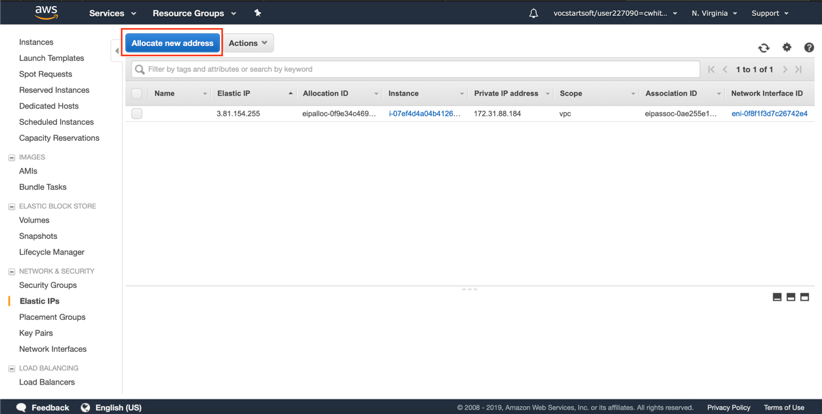 aws Services Resource Groups vocstartsoft/user227090=cwhit... N. Virginia Support
Instances
Launch Templates
Spot Requests
Reserved Instances
Dedicated Hosts
Scheduled Instances
Capacity Reservations
IMAGES
AMIs
Bundle Tasks
ELASTIC BLOCK STORE
Volumes
Snapshots
Lifecycle Manager
NETWORK & SECURITY
Security Groups
Elastic IPs
Placement Groups
Key Pairs
Network Interfaces
LOAD BALANCING
Load Balancers
Allocate new address Actions
Filter by tags and attributes or search by keyword 1 to 1 of 1
Name Elastic IP Allocation ID Instance Private IP address Scope Association ID Network Interface ID
3.81.154.255 eipalloc-0f9e34c469... i-07ef4d4a04b4126... 172.31.88.184 vpc eipassoc-0ae255e1... eni-0f8f1f3d7c26742e4
Feedback English (US) © 2008 - 2019, Amazon Web Services, Inc. or its affiliates. All rights reserved. Privacy Policy Terms of Use